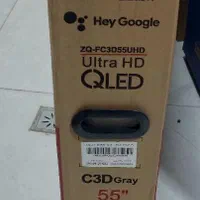 Hey Google
ZQ-FC3D55UHD
Ultra HD
QLED
C3D Gray
55"